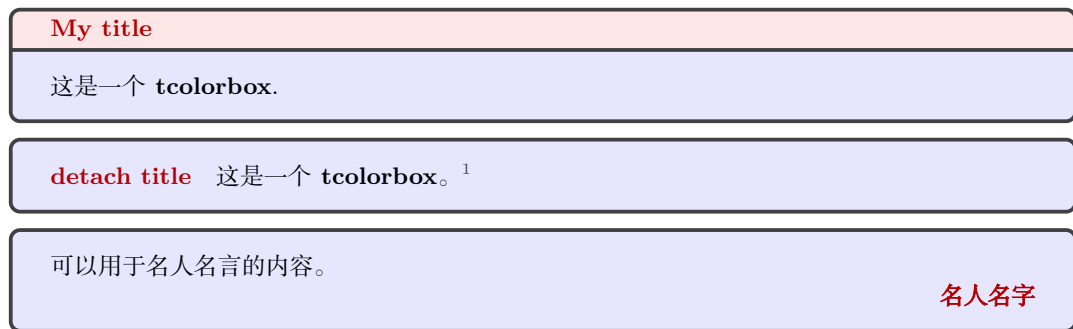 My title
这是一个 tcolorbox.
detach title 这是一个 tcolorbox。1
可以用于名人名言的内容。
名人名字